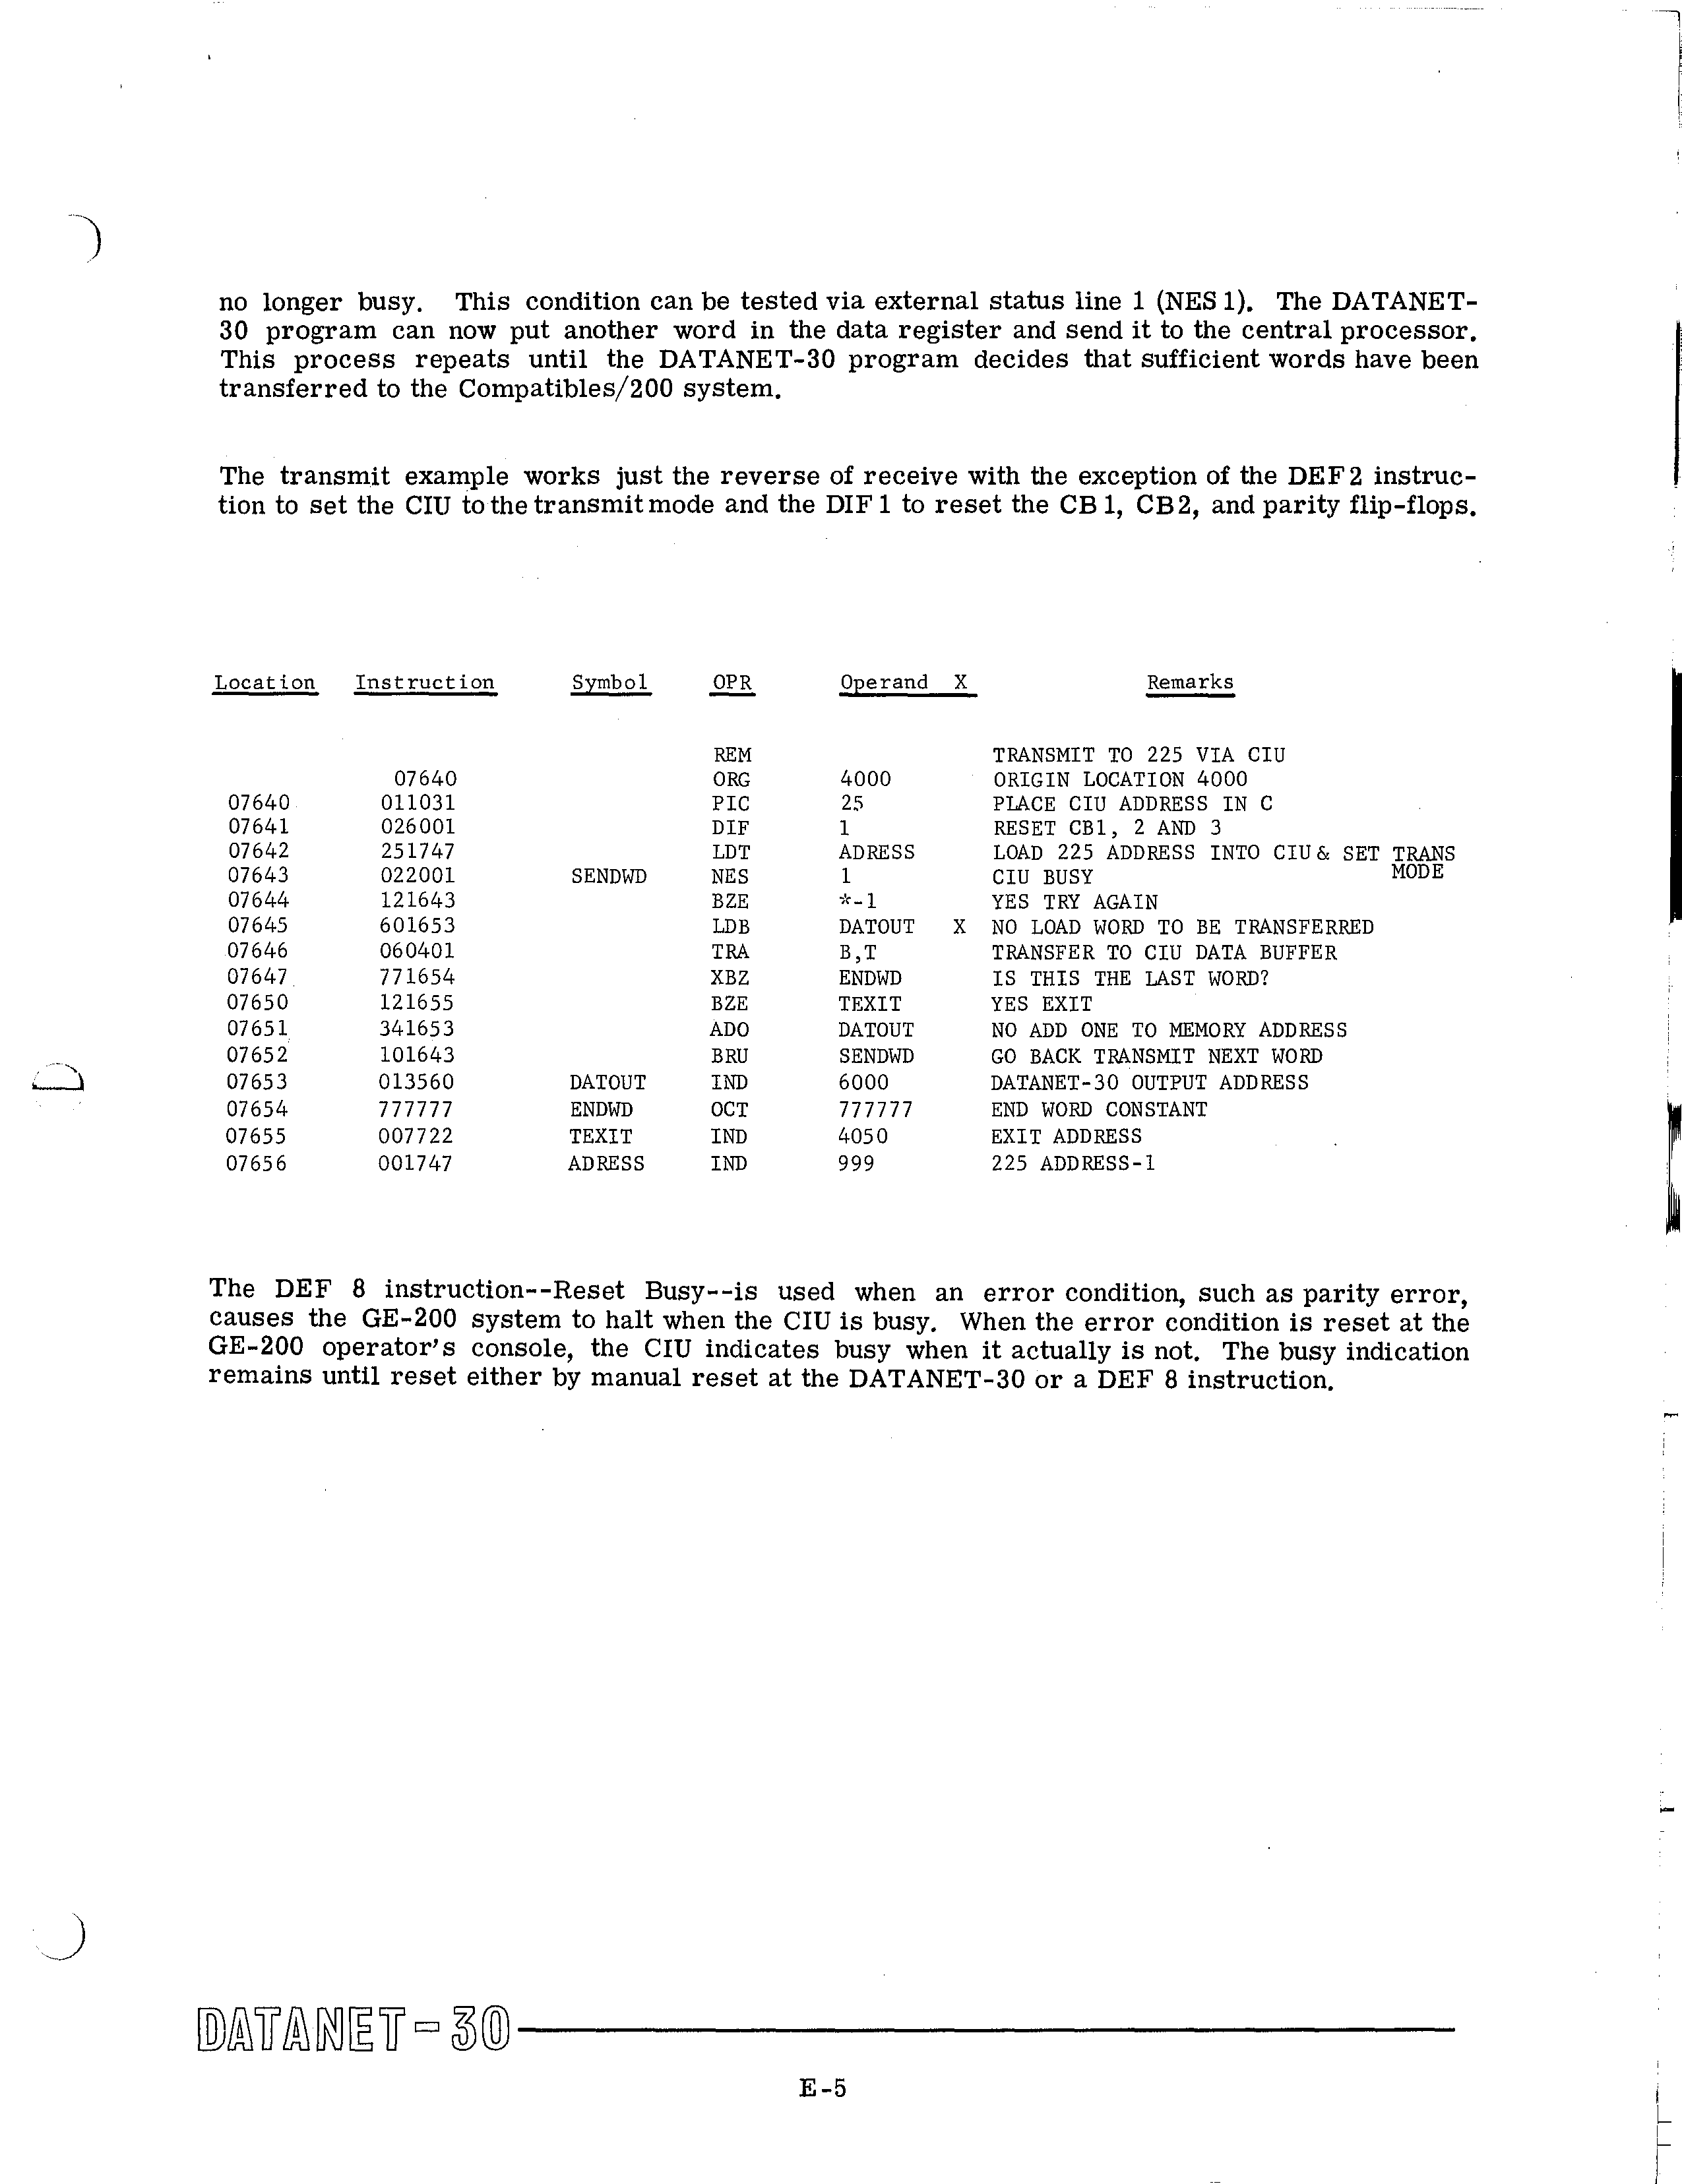 no longer busy. This condition can be tested via external status line 1 (NES 1). The DATANET-
30 program can now put another word in the data register and send it to the central processor.
This process repeats until the DATANET-30 program decides that sufficient words have been
transferred to the Compatibles/200 system.
The transmit example works just the reverse of receive with the exception of the DEF 2 instruc-
tion to set the CIU to the transmit mode and the DIF 1 to reset the CB 1, CB 2, and parity flip-flops.
Location Instruction Symbol OPR Operand X Remarks
REM TRANSMIT TO 225 VIA CIU
07640 ORG 4000 ORIGIN LOCATION 4000
07640 011031 PIC 25 PLACE CIU ADDRESS IN C
07641 026001 DIF 1 RESET CB1, 2 AND 3
07642 251747 LDT ADRESS LOAD 225 ADDRESS INTO CIU & SET TRANS
07643 022001 SENDWD NES 1 CIU BUSY MODE
07644 121643 BZE *-1 YES TRY AGAIN
07645 601653 LDB DATOUT X NO LOAD WORD TO BE TRANSFERRED
07646 060401 TRA B,T TRANSFER TO CIU DATA BUFFER
07647 771654 XBZ ENDWD IS THIS THE LAST WORD?
07650 121655 BZE TEXIT YES EXIT
07651 341653 ADO DATOUT NO ADD ONE TO MEMORY ADDRESS
07652 101643 BRU SENDWD GO BACK TRANSMIT NEXT WORD
07653 013560 DATOUT IND 6000 DATANET-30 OUTPUT ADDRESS
07654 777777 ENDWD OCT 777777 END WORD CONSTANT
07655 007722 TEXIT IND 4050 EXIT ADDRESS
07656 001747 ADRESS IND 999 225 ADDRESS-1
The DEF 8 instruction--Reset Busy--is used when an error condition, such as parity error,
causes the GE-200 system to halt when the CIU is busy. When the error condition is reset at the
GE-200 operator's console, the CIU indicates busy when it actually is not. The busy indication
remains until reset either by manual reset at the DATANET-30 or a DEF 8 instruction.
DATANET-30
E-5